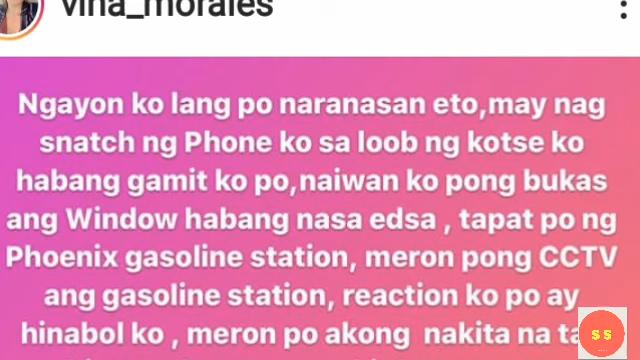 vina_morales
Ngayon ko lang po naranasan eto,may nag
snatch ng Phone ko sa loob ng kotse ko
habang gamit ko po,naiwan ko pong bukas
ang Window habang nasa edsa , tapat po ng
Phoenix gasoline station, meron pong CCTV
ang gasoline station, reaction ko po ay
hinabol ko , meron po akong nakita na
$ $